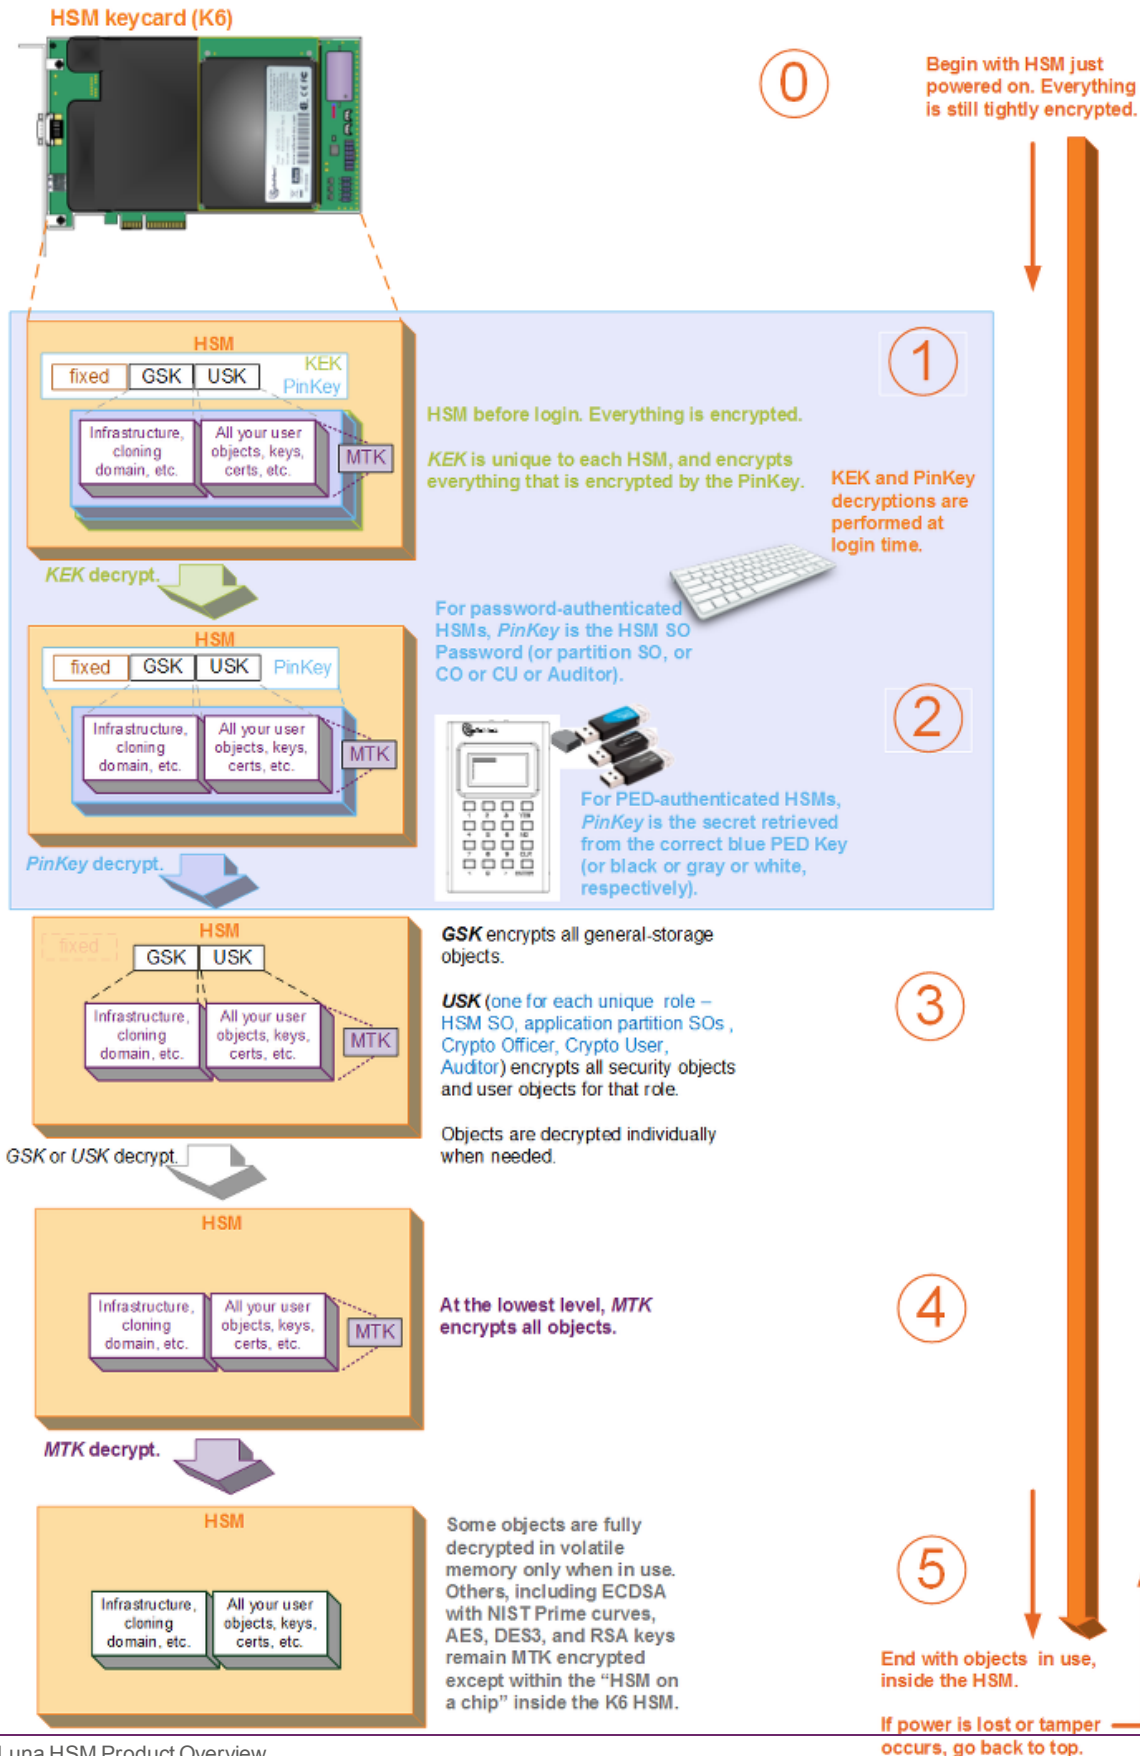 HSM keycard (K6)
0
Begin with HSM just
powered on. Everything
is still tightly encrypted.
HSM
KEK
fixed GSK USK PinKey
Infrastructure,
cloning
domain, etc.
All your user
objects, keys,
certs, etc.
MTK
1
HSM before login. Everything is encrypted.
KEK is unique to each HSM, and encrypts
everything that is encrypted by the PinKey.
KEK and PinKey
decryptions are
performed at
login time.
KEK decrypt.
HSM
fixed GSK USK PinKey
Infrastructure,
cloning
domain, etc.
All your user
objects, keys,
certs, etc.
MTK
For password-authenticated
HSMs, PinKey is the HSM SO
Password (or partition SO, or
CO or CU or Auditor).
2
For PED-authenticated HSMs,
PinKey is the secret retrieved
from the correct blue PED Key
(or black or gray or white,
respectively).
PinKey decrypt.
HSM
fixed
GSK USK
Infrastructure,
cloning
domain, etc.
All your user
objects, keys,
certs, etc.
MTK
GSK encrypts all general-storage
objects.
USK (one for each unique role –
HSM SO, application partition SOs ,
Crypto Officer, Crypto User,
Auditor) encrypts all security objects
and user objects for that role.
Objects are decrypted individually
when needed.
3
GSK or USK decrypt.
HSM
Infrastructure,
cloning
domain, etc.
All your user
objects, keys,
certs, etc.
MTK
At the lowest level, MTK
encrypts all objects.
4
MTK decrypt.
HSM
Infrastructure,
cloning
domain, etc.
All your user
objects, keys,
certs, etc.
Some objects are fully
decrypted in volatile
memory only when in use.
Others, including ECDSA
with NIST Prime curves,
AES, DES3, and RSA keys
remain MTK encrypted
except within the “HSM on
a chip” inside the K6 HSM.
5
End with objects in use,
inside the HSM.
If power is lost or tamper
occurs, go back to top.
Luna HSM Product Overview